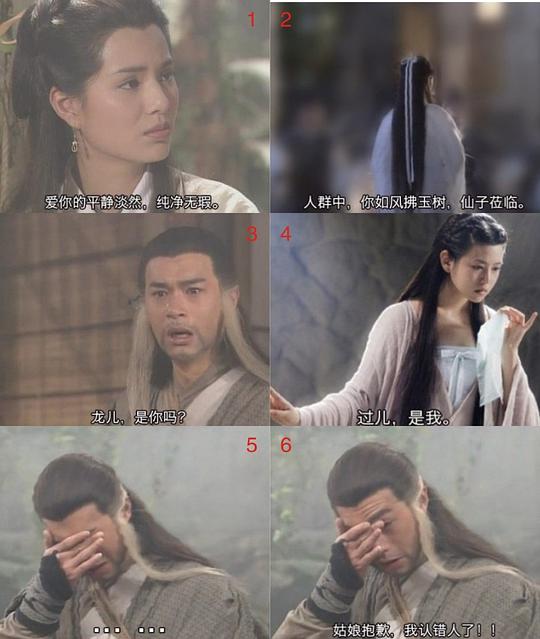 1
爱你的平静淡然，纯净无瑕。
2
人群中，你如风拂玉树，仙子莅临。
3
龙儿，是你吗？
4
过儿，是我。
5
... ...
6
姑娘抱歉，我认错人了！！